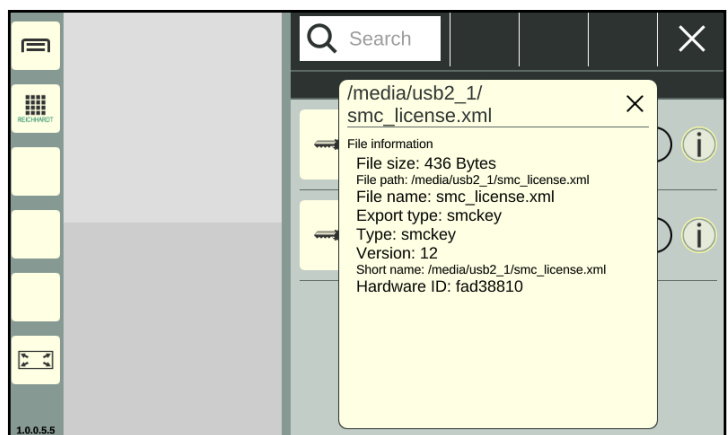 Search
REICHHARDT
/media/usb2_1/
smc_license.xml
File information
File size: 436 Bytes
File path: /media/usb2_1/smc_license.xml
File name: smc_license.xml
Export type: smckey
Type: smckey
Version: 12
Short name: /media/usb2_1/smc_license.xml
Hardware ID: fad38810
1.0.0.5.5